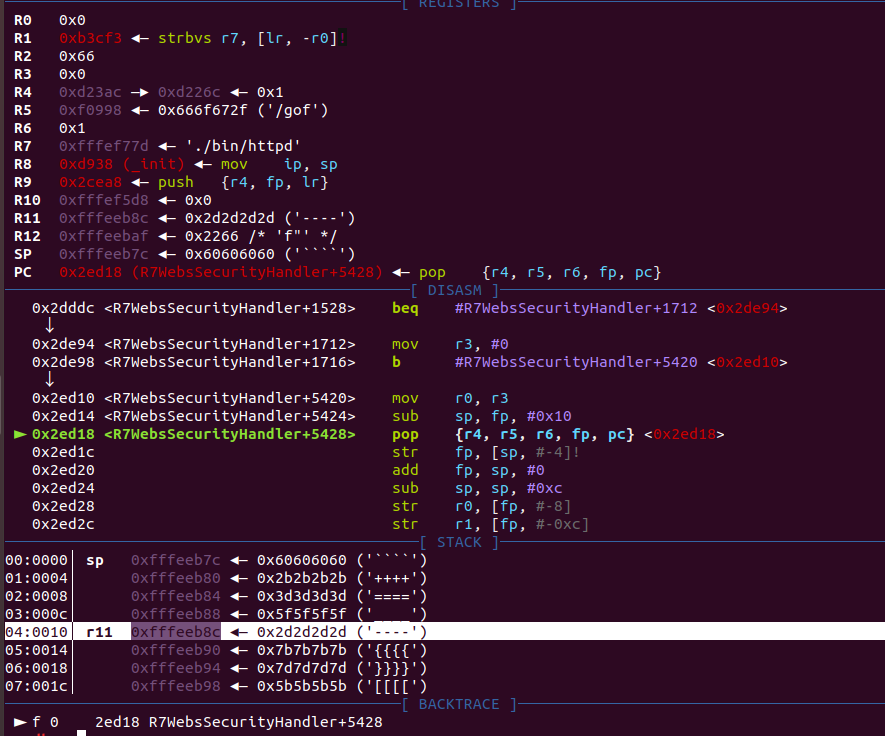 [ REGISTERS ]
R0 0x0
R1 0xb3cf3 ◂— strbvs r7, [lr, -r0]!
R2 0x66
R3 0x0
R4 0xd23ac —▸ 0xd226c ◂— 0x1
R5 0xf0998 ◂— 0x666f672f ('/gof')
R6 0x1
R7 0xfffef77d ◂— './bin/httpd'
R8 0xd938 (_init) ◂— mov ip, sp
R9 0x2cea8 ◂— push {r4, fp, lr}
R10 0xfffef5d8 ◂— 0x0
R11 0xfffeeb8c ◂— 0x2d2d2d2d ('----')
R12 0xfffeebaf ◂— 0x2266 /* 'f"' */
SP 0xfffeeb7c ◂— 0x60606060 ('````')
PC 0x2ed18 (R7WebsSecurityHandler+5428) ◂— pop {r4, r5, r6, fp, pc}
[ DISASM ]
0x2dddc <R7WebsSecurityHandler+1528> beq #R7WebsSecurityHandler+1712 <0x2de94>
↓
0x2de94 <R7WebsSecurityHandler+1712> mov r3, #0
0x2de98 <R7WebsSecurityHandler+1716> b #R7WebsSecurityHandler+5420 <0x2ed10>
↓
0x2ed10 <R7WebsSecurityHandler+5420> mov r0, r3
0x2ed14 <R7WebsSecurityHandler+5424> sub sp, fp, #0x10
► 0x2ed18 <R7WebsSecurityHandler+5428> pop {r4, r5, r6, fp, pc} <0x2ed18>
0x2ed1c str fp, [sp, #-4]!
0x2ed20 add fp, sp, #0
0x2ed24 sub sp, sp, #0xc
0x2ed28 str r0, [fp, #-8]
0x2ed2c str r1, [fp, #-0xc]
[ STACK ]
00:0000│ sp 0xfffeeb7c ◂— 0x60606060 ('````')
01:0004│ 0xfffeeb80 ◂— 0x2b2b2b2b ('++++')
02:0008│ 0xfffeeb84 ◂— 0x3d3d3d3d ('====')
03:000c│ 0xfffeeb88 ◂— 0x5f5f5f5f ('____')
04:0010│ r11 0xfffeeb8c ◂— 0x2d2d2d2d ('----')
05:0014│ 0xfffeeb90 ◂— 0x7b7b7b7b ('{{{{')
06:0018│ 0xfffeeb94 ◂— 0x7d7d7d7d ('}}}}')
07:001c│ 0xfffeeb98 ◂— 0x5b5b5b5b ('[[[[')
[ BACKTRACE ]
► f 0 2ed18 R7WebsSecurityHandler+5428